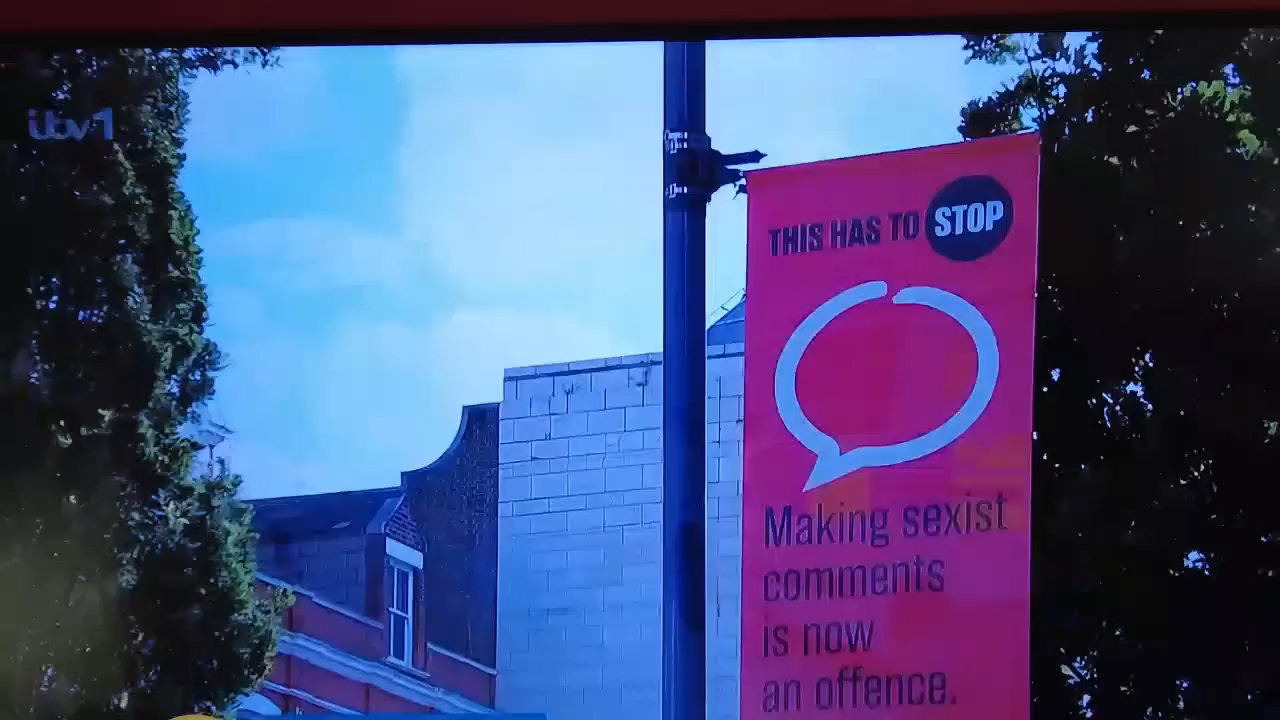 itv1
THIS HAS TO STOP
Making sexist
comments
is now
an offence.